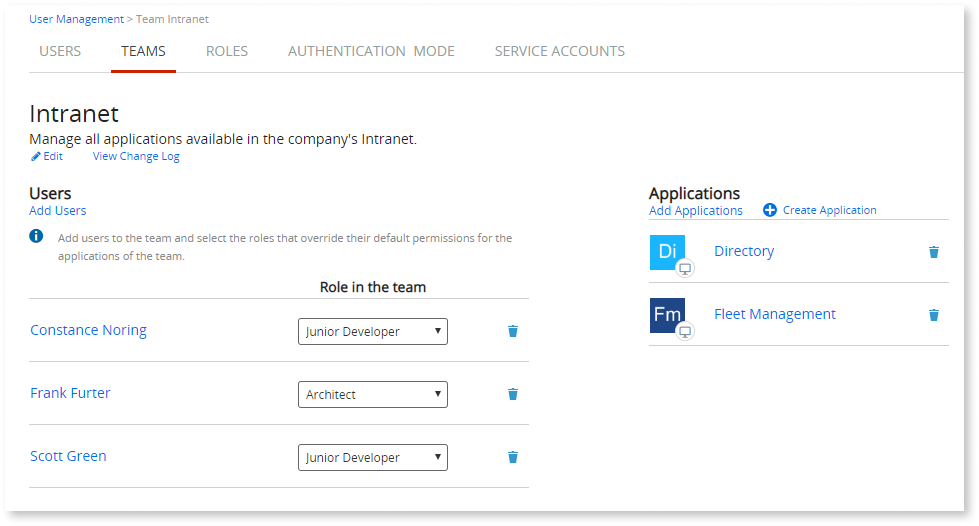 User Management > Team Intranet
USERS TEAMS ROLES AUTHENTICATION MODE SERVICE ACCOUNTS
Intranet
Manage all applications available in the company's Intranet.
Edit View Change Log
Users
Add Users
Add users to the team and select the roles that override their default permissions for the
applications of the team.
Role in the team
Constance Noring Junior Developer
Frank Furter Architect
Scott Green Junior Developer
Applications
Add Applications Create Application
Di Directory
Fm Fleet Management